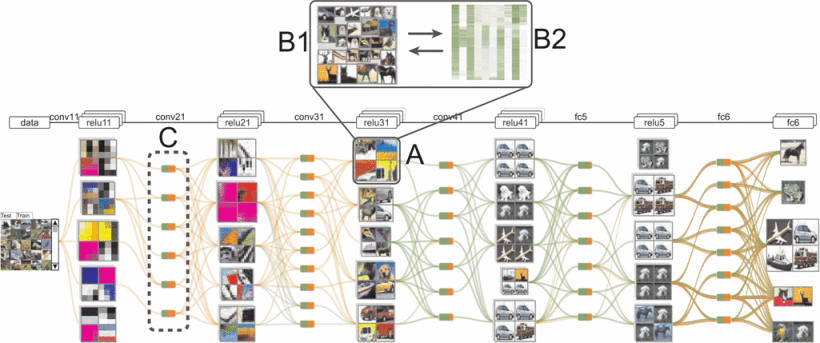 B1
B2
data
conv11
relu11
conv21
relu21
conv31
relu31
conv41
relu41
fc5
relu5
fc6
fc6
C
A
Test Train